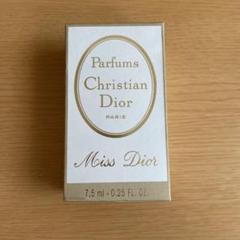 Parfums
Christian
Dior
PARIS
Miss Dior
7,5 ml - 0.25 FL. OZ.